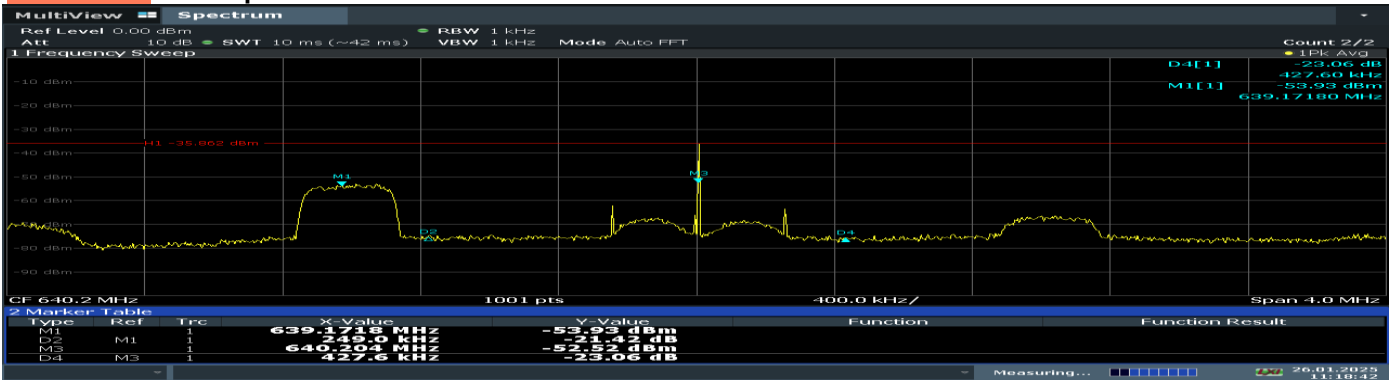 MultiView Spectrum
Ref Level 0.00 dBm RBW 1 kHz
Att 10 dB SWT 10 ms (~42 ms) VBW 1 kHz Mode Auto FFT Count 2/2
1 Frequency Sweep 1Pk Avg
D4[1] -23.06 dB
427.60 kHz
-10 dBm
M1[1] -53.93 dBm
639.17180 MHz
-20 dBm
-30 dBm
H1 -35.862 dBm
-40 dBm
-50 dBm M1 M3
-60 dBm
D2 D4
-80 dBm
-90 dBm
CF 640.2 MHz 1001 pts 400.0 kHz/ Span 4.0 MHz
2 Marker Table
Type Ref Trc X-Value Y-Value Function Function Result
M1 1 639.1718 MHz -53.93 dBm
D2 M1 1 249.0 kHz -21.42 dB
M3 1 640.204 MHz -52.52 dBm
D4 M3 1 427.6 kHz -23.06 dB
Measuring... 26.01.2025
11:18:42